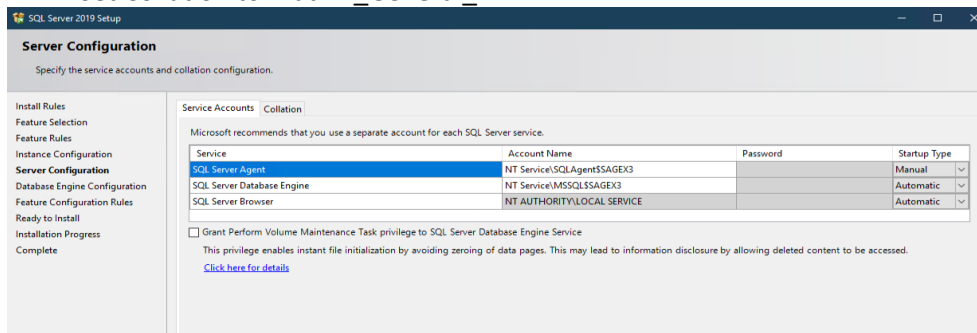 SQL Server 2019 Setup
Server Configuration
Specify the service accounts and collation configuration.
Install Rules
Feature Selection
Feature Rules
Instance Configuration
Server Configuration
Database Engine Configuration
Feature Configuration Rules
Ready to Install
Installation Progress
Complete
Service Accounts Collation
Microsoft recommends that you use a separate account for each SQL Server service.
Service Account Name Password Startup Type
SQL Server Agent NT Service\SQLAgent$SAGEX3 Manual
SQL Server Database Engine NT Service\MSSQL$SAGEX3 Automatic
SQL Server Browser NT AUTHORITY\LOCAL SERVICE Automatic
Grant Perform Volume Maintenance Task privilege to SQL Server Database Engine Service
This privilege enables instant file initialization by avoiding zeroing of data pages. This may lead to information disclosure by allowing deleted content to be accessed.
Click here for details